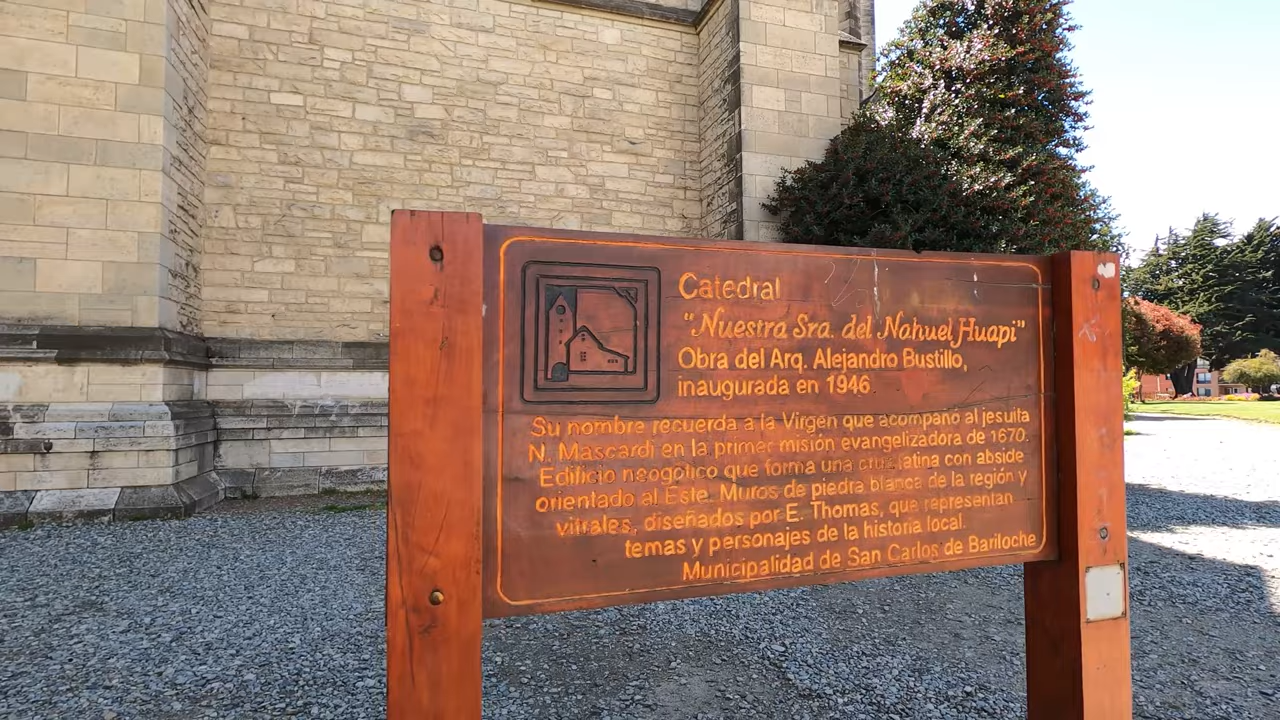 Catedral
"Nuestra Sra. del Nahuel Huapi"
Obra del Arq. Alejandro Bustillo,
inaugurada en 1946.
Su nombre recuerda a la Virgen que acompañó al jesuita
N. Mascardi en la primer misión evangelizadora de 1670.
Edificio neogótico que forma una cruz latina con abside
orientado al Este. Muros de piedra blanca de la región y
vitrales, diseñados por E. Thomas, que representan
temas y personajes de la historia local.
Municipalidad de San Carlos de Bariloche